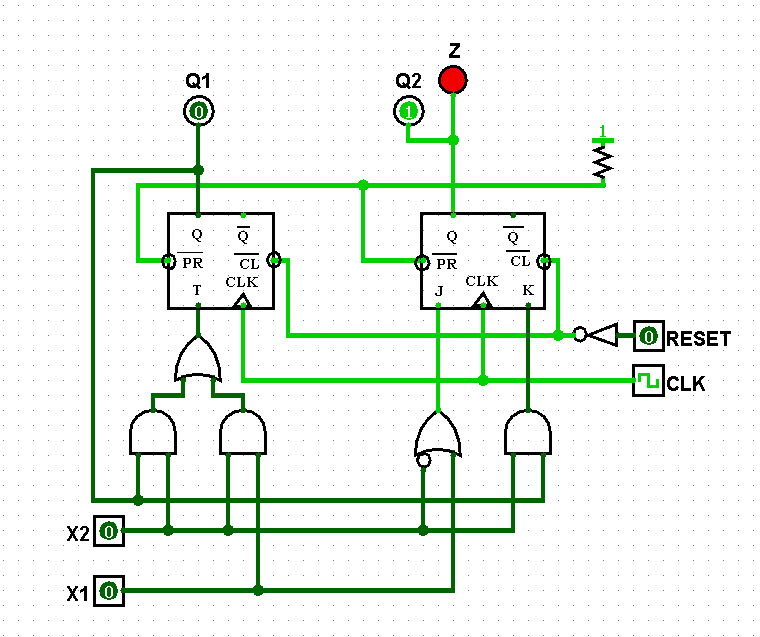 Z
Q1
Q2
0
1
1
Q
Q
PR
CL
CLK
T
Q
Q
PR
CL
CLK
J
K
0
RESET
CLK
X2
0
X1
0